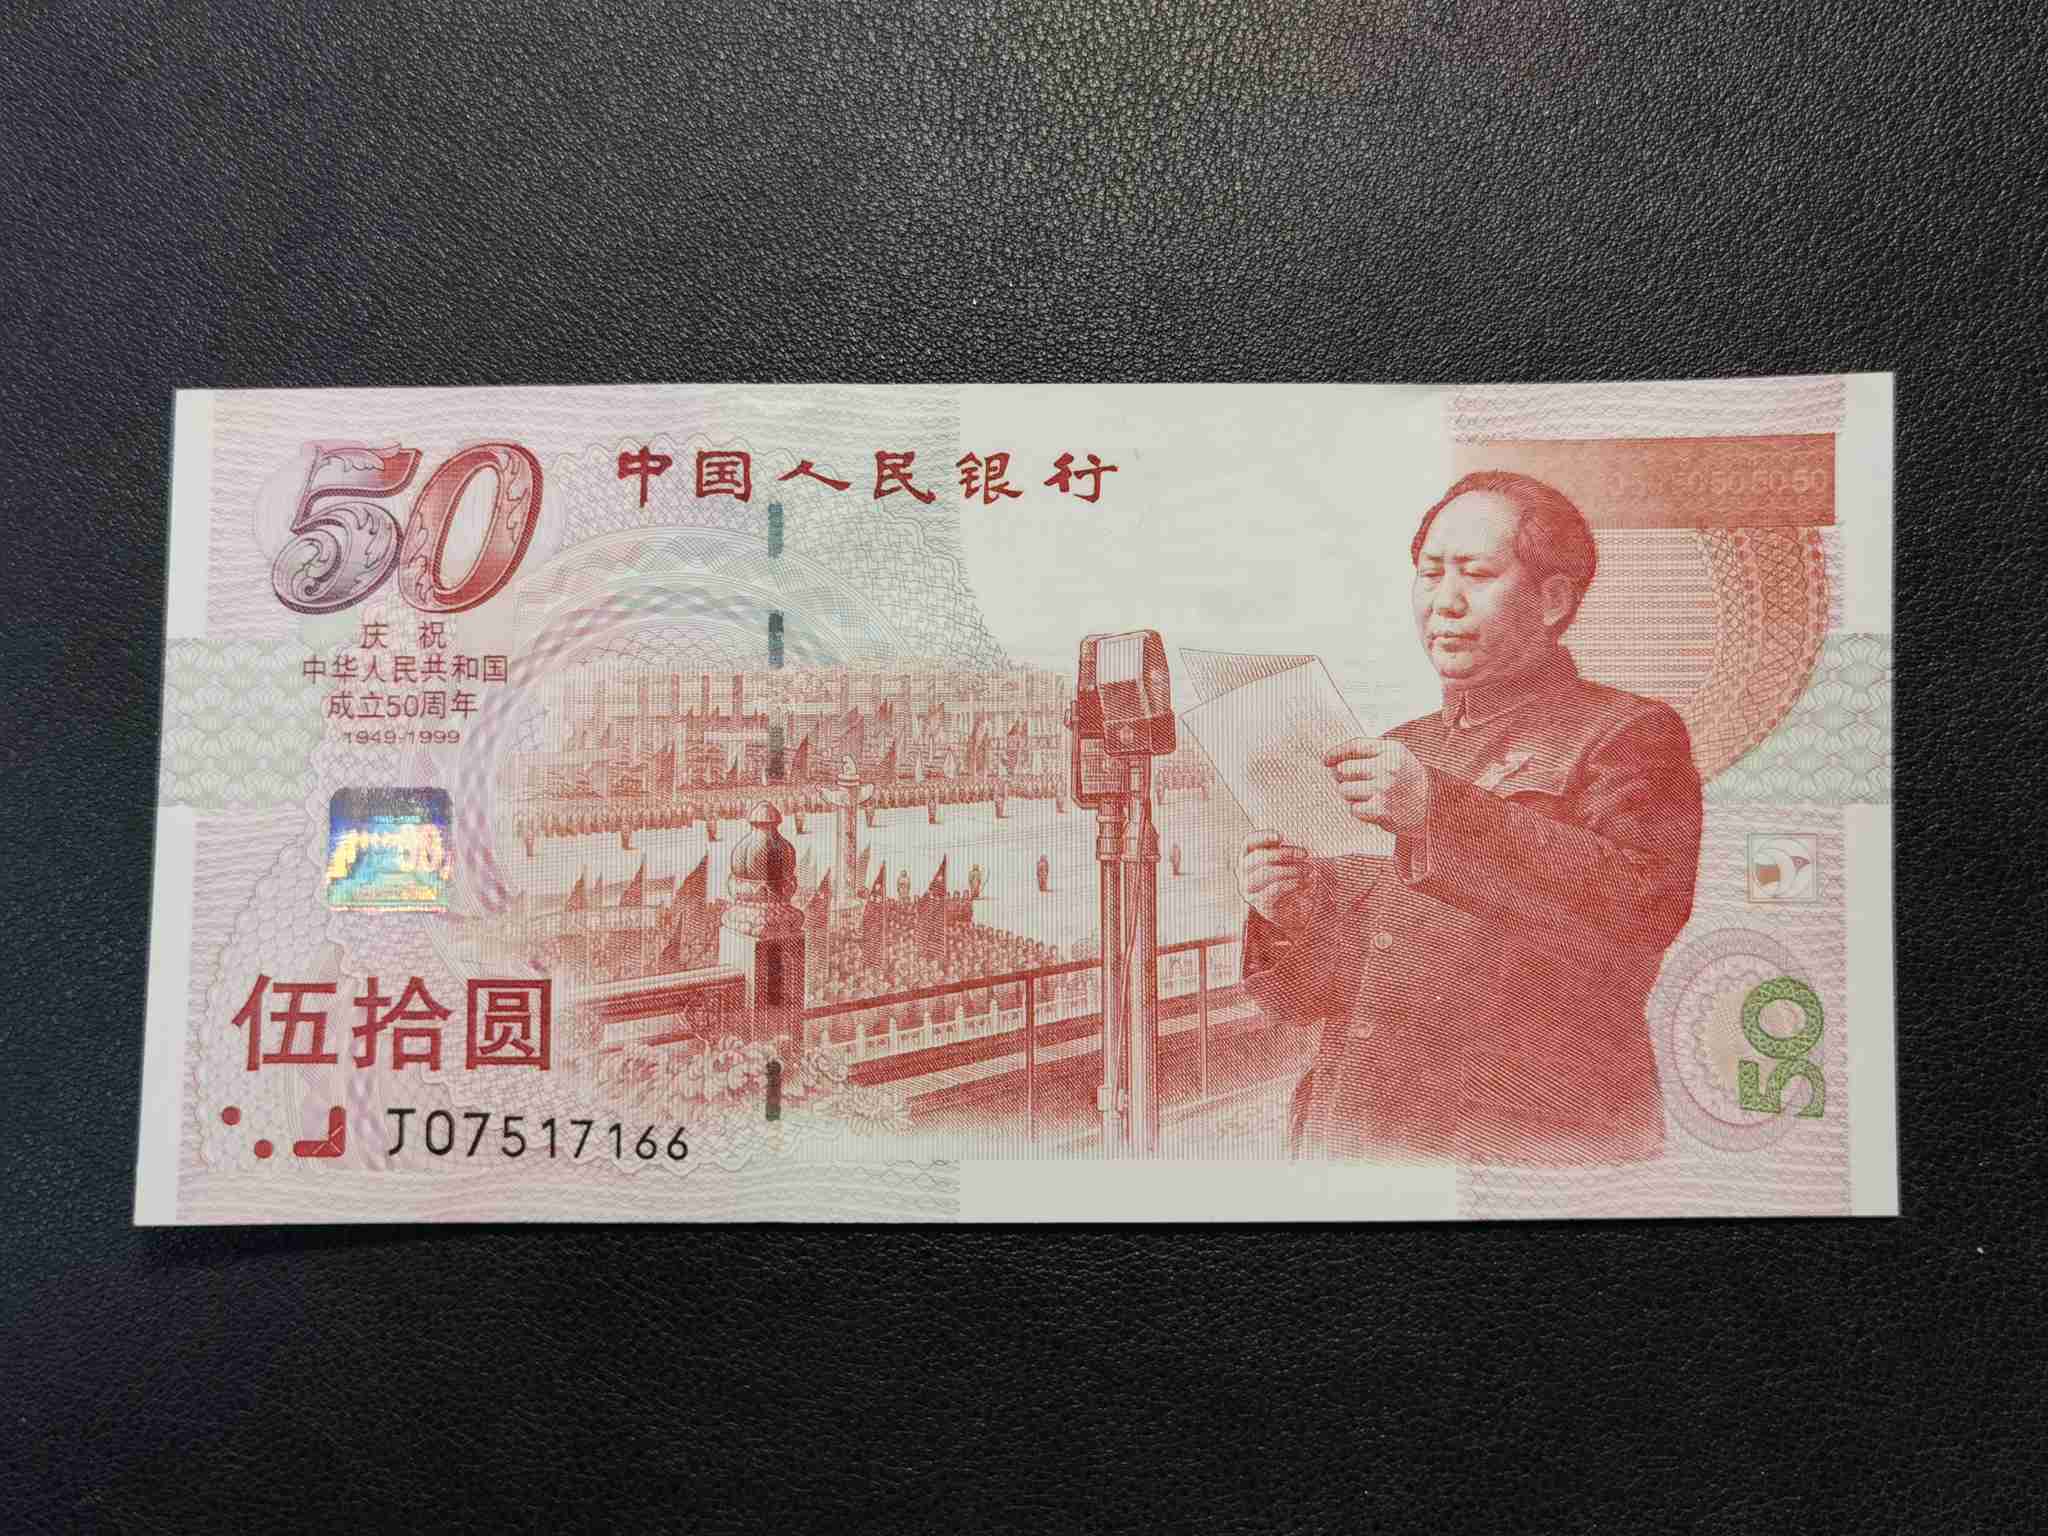 50
中国人民银行
庆 祝
中华人民共和国
成立50周年
1949-1999
伍拾圆
J07517166
50